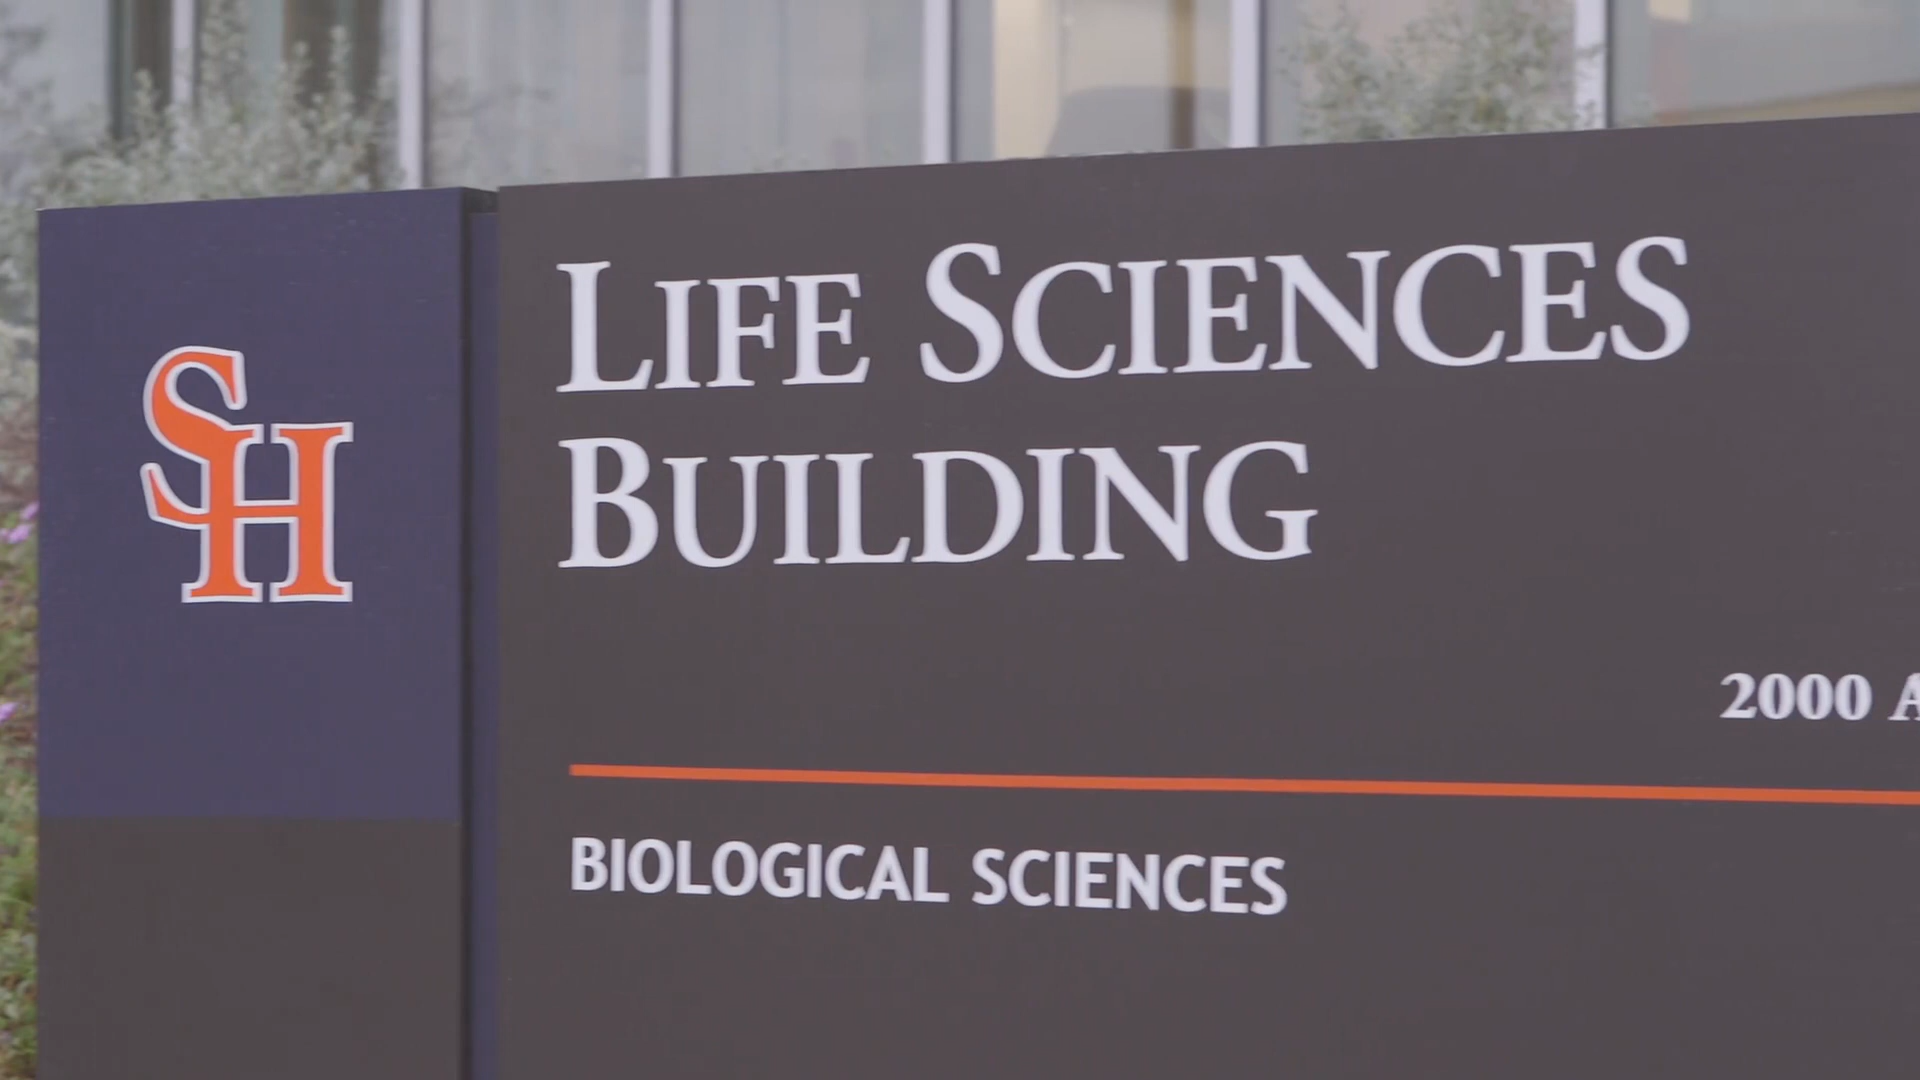 SH
LIFE SCIENCES
BUILDING
2000
BIOLOGICAL SCIENCES